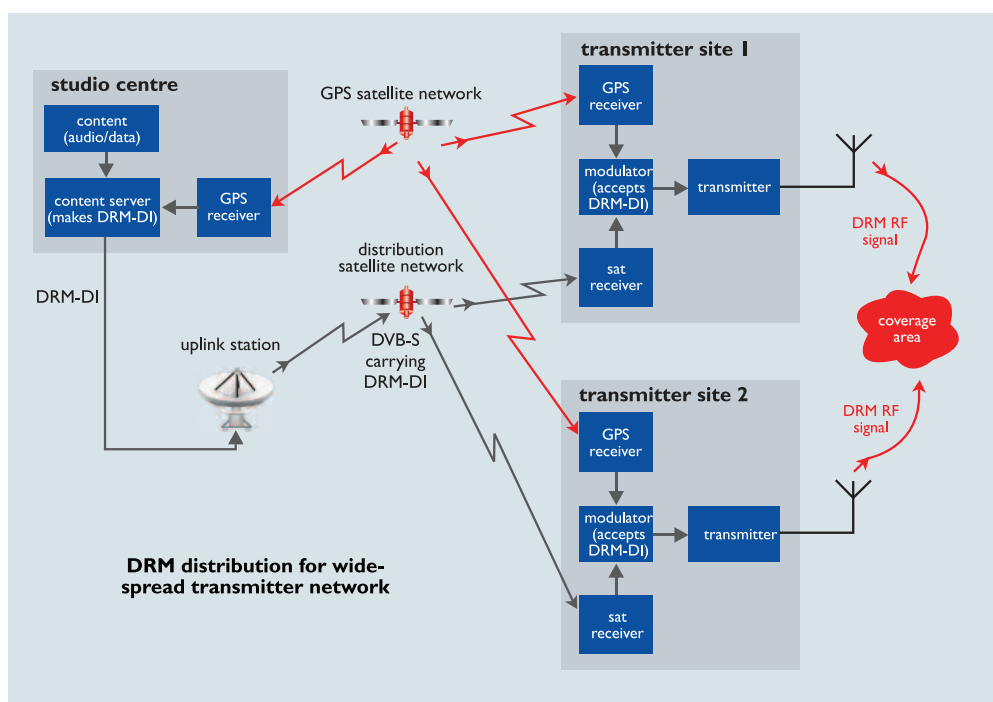 studio centre
content
(audio/data)
content server
(makes DRM-DI)
GPS
receiver
DRM-DI
uplink station
GPS satellite network
distribution
satellite network
DVB-S
carrying
DRM-DI
transmitter site 1
GPS
receiver
modulator
(accepts
DRM-DI)
transmitter
sat
receiver
DRM RF
signal
coverage
area
transmitter site 2
GPS
receiver
modulator
(accepts
DRM-DI)
transmitter
sat
receiver
DRM RF
signal
DRM distribution for wide-
spread transmitter network